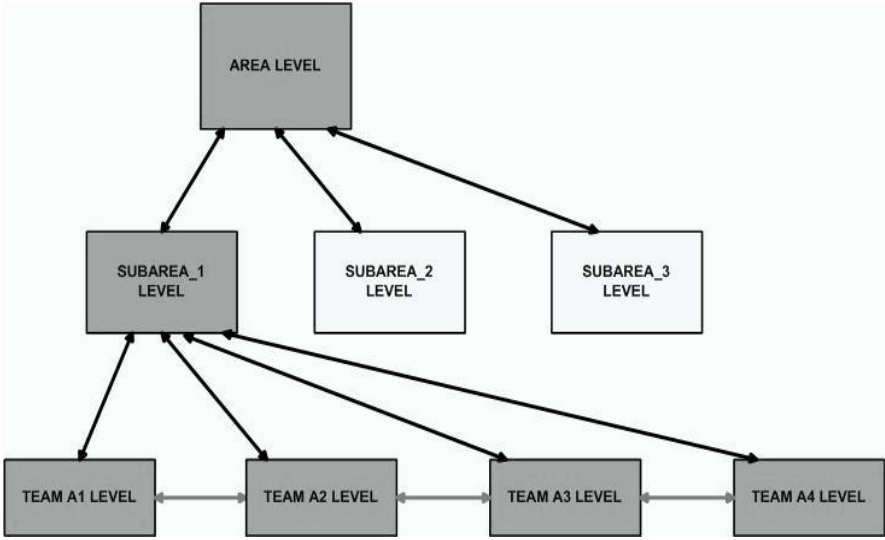 AREA LEVEL
SUBAREA_1
LEVEL
SUBAREA_2
LEVEL
SUBAREA_3
LEVEL
TEAM A1 LEVEL
TEAM A2 LEVEL
TEAM A3 LEVEL
TEAM A4 LEVEL